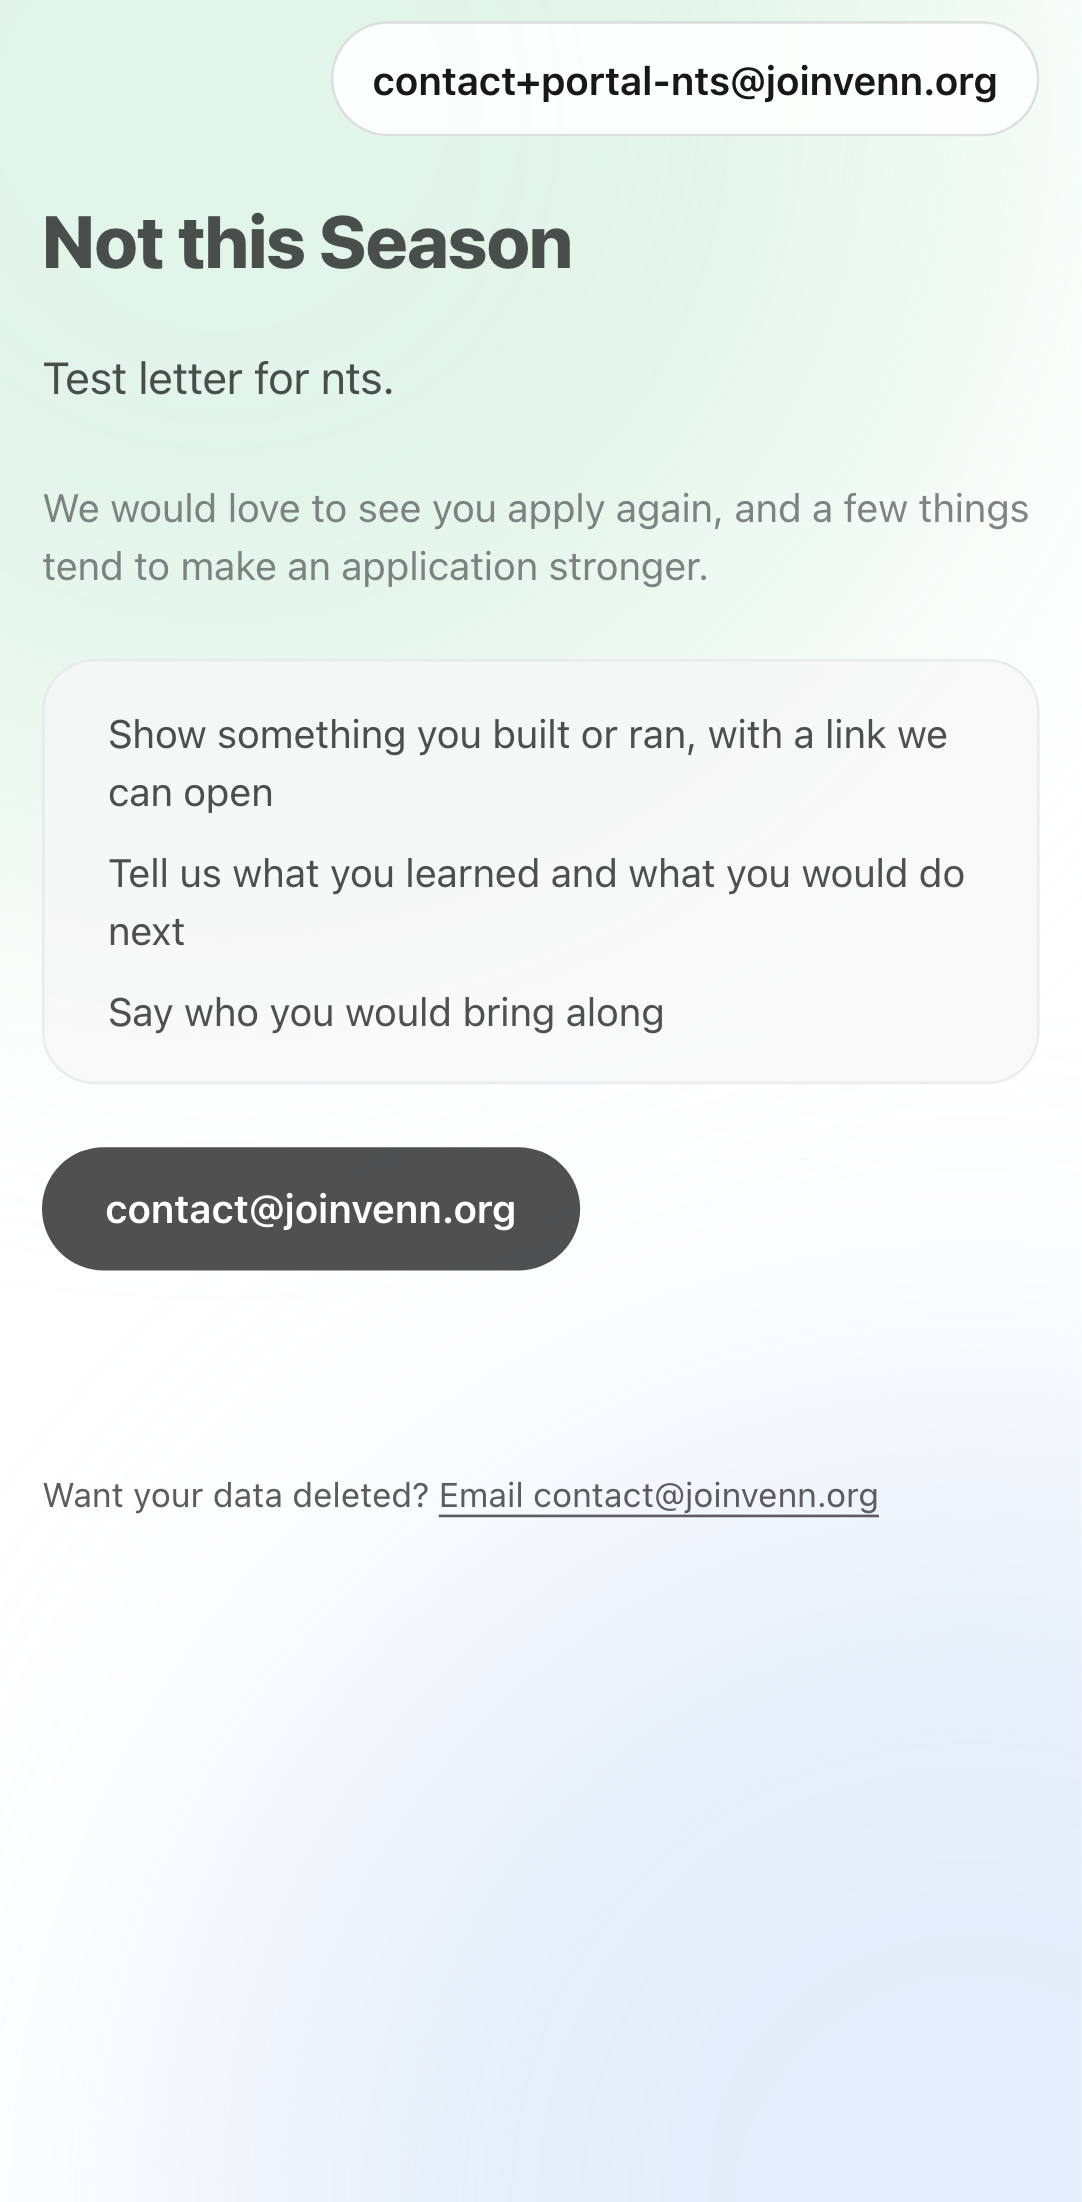 contact+portal-nts@joinvenn.org
Not this Season
Test letter for nts.
We would love to see you apply again, and a few things
tend to make an application stronger.
Show something you built or ran, with a link we
can open
Tell us what you learned and what you would do
next
Say who you would bring along
contact@joinvenn.org
Want your data deleted? Email contact@joinvenn.org